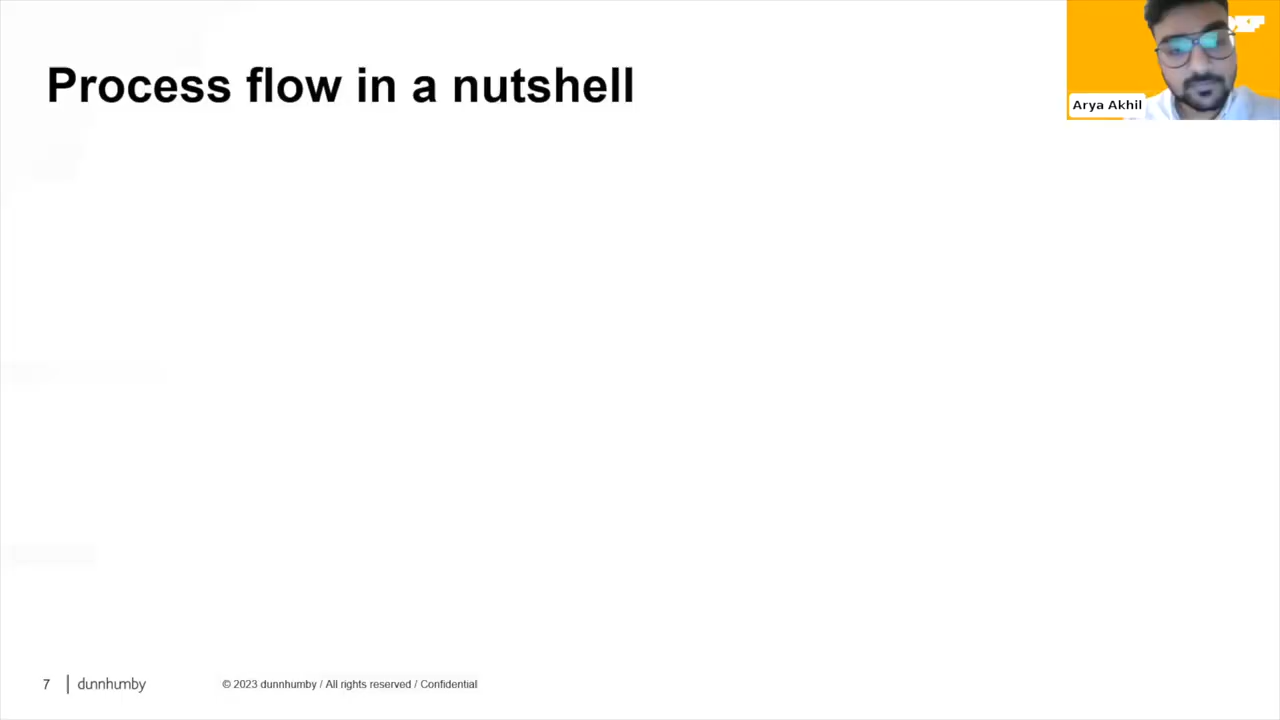 Process flow in a nutshell
Arya Akhil
7
dunnhumby
© 2023 dunnhumby / All rights reserved / Confidential